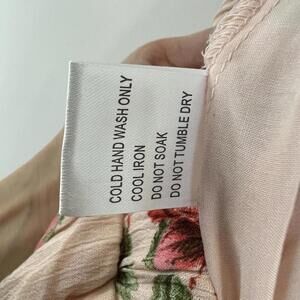 COLD HAND WASH ONLY
COOL IRON
DO NOT SOAK
DO NOT TUMBLE DRY